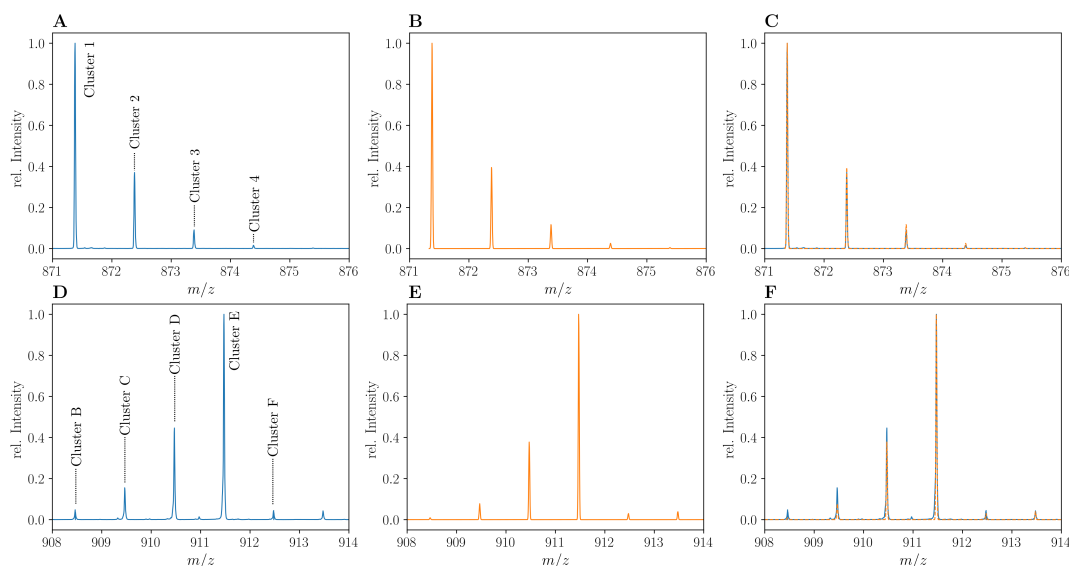 A
B
C
rel. Intensity
1.0
0.8
0.6
0.4
0.2
0.0
Cluster 1
Cluster 2
Cluster 3
Cluster 4
871
872
873
874
875
876
m/z
rel. Intensity
1.0
0.8
0.6
0.4
0.2
0.0
871
872
873
874
875
876
m/z
rel. Intensity
1.0
0.8
0.6
0.4
0.2
0.0
871
872
873
874
875
876
m/z
D
E
F
rel. Intensity
1.0
0.8
0.6
0.4
0.2
0.0
Cluster B
Cluster C
Cluster D
Cluster E
Cluster F
908
909
910
911
912
913
914
m/z
rel. Intensity
1.0
0.8
0.6
0.4
0.2
0.0
908
909
910
911
912
913
914
m/z
rel. Intensity
1.0
0.8
0.6
0.4
0.2
0.0
908
909
910
911
912
913
914
m/z